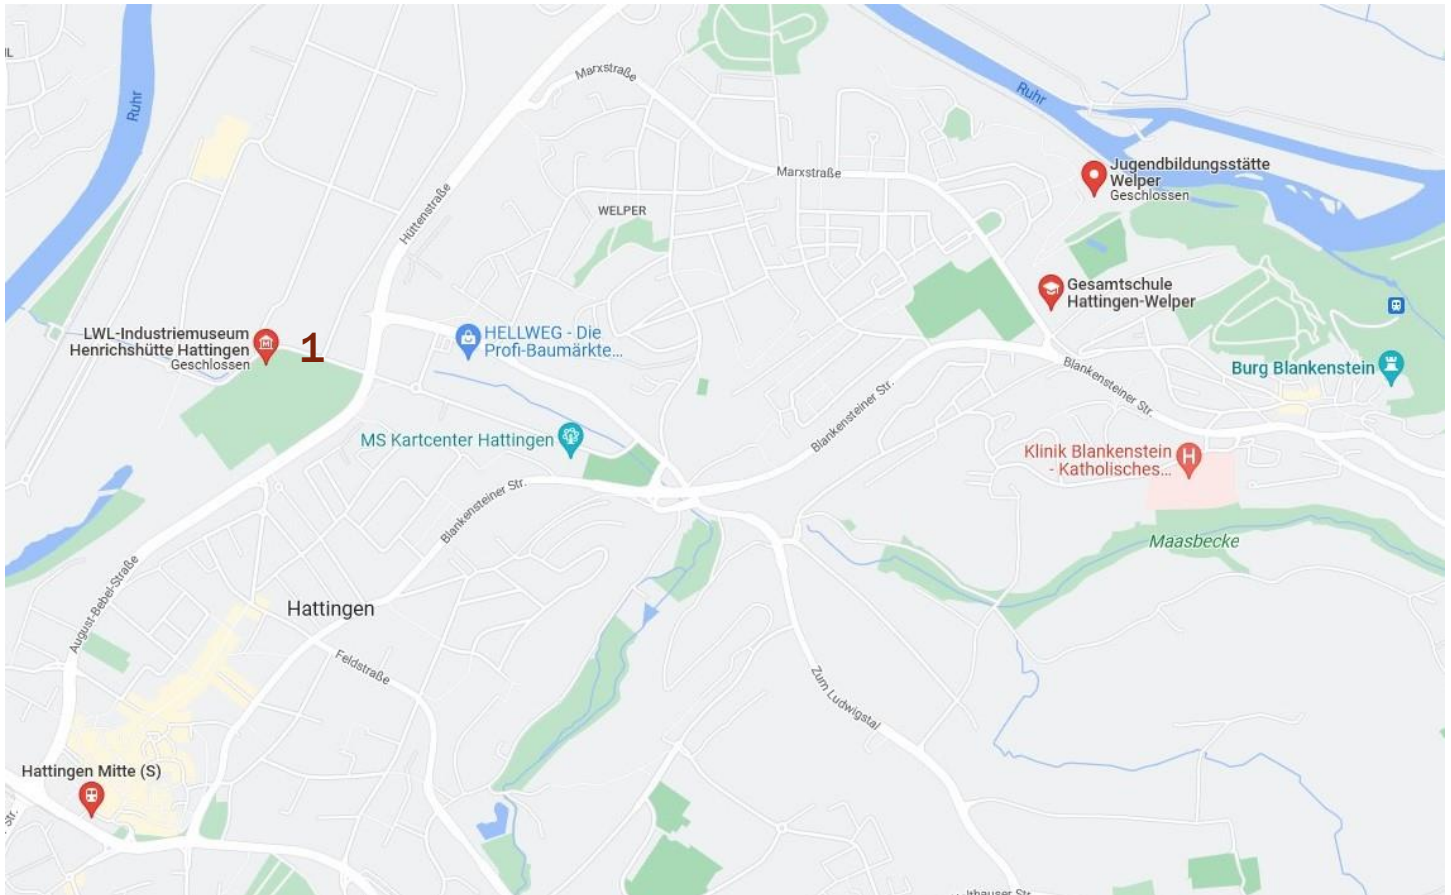 Ruhr
Marxstraße
Ruhr
Marxstraße
Jugendbildungsstätte
Welper
Geschlossen
Hüttenstraße
WELPER
Gesamtschule
Hattingen-Welper
LWL-Industriemuseum
Henrichshütte Hattingen
Geschlossen
1
HELLWEG - Die
Profi-Baumärkte...
Burg Blankenstein
Blankensteiner Str.
Blankensteiner Str.
MS Kartcenter Hattingen
Klinik Blankenstein
- Katholisches...
Blankensteiner Str.
Maasbecke
August-Bebel-Straße
Hattingen
Feldstraße
Zum Ludwigstal
Hattingen Mitte (S)
Str.